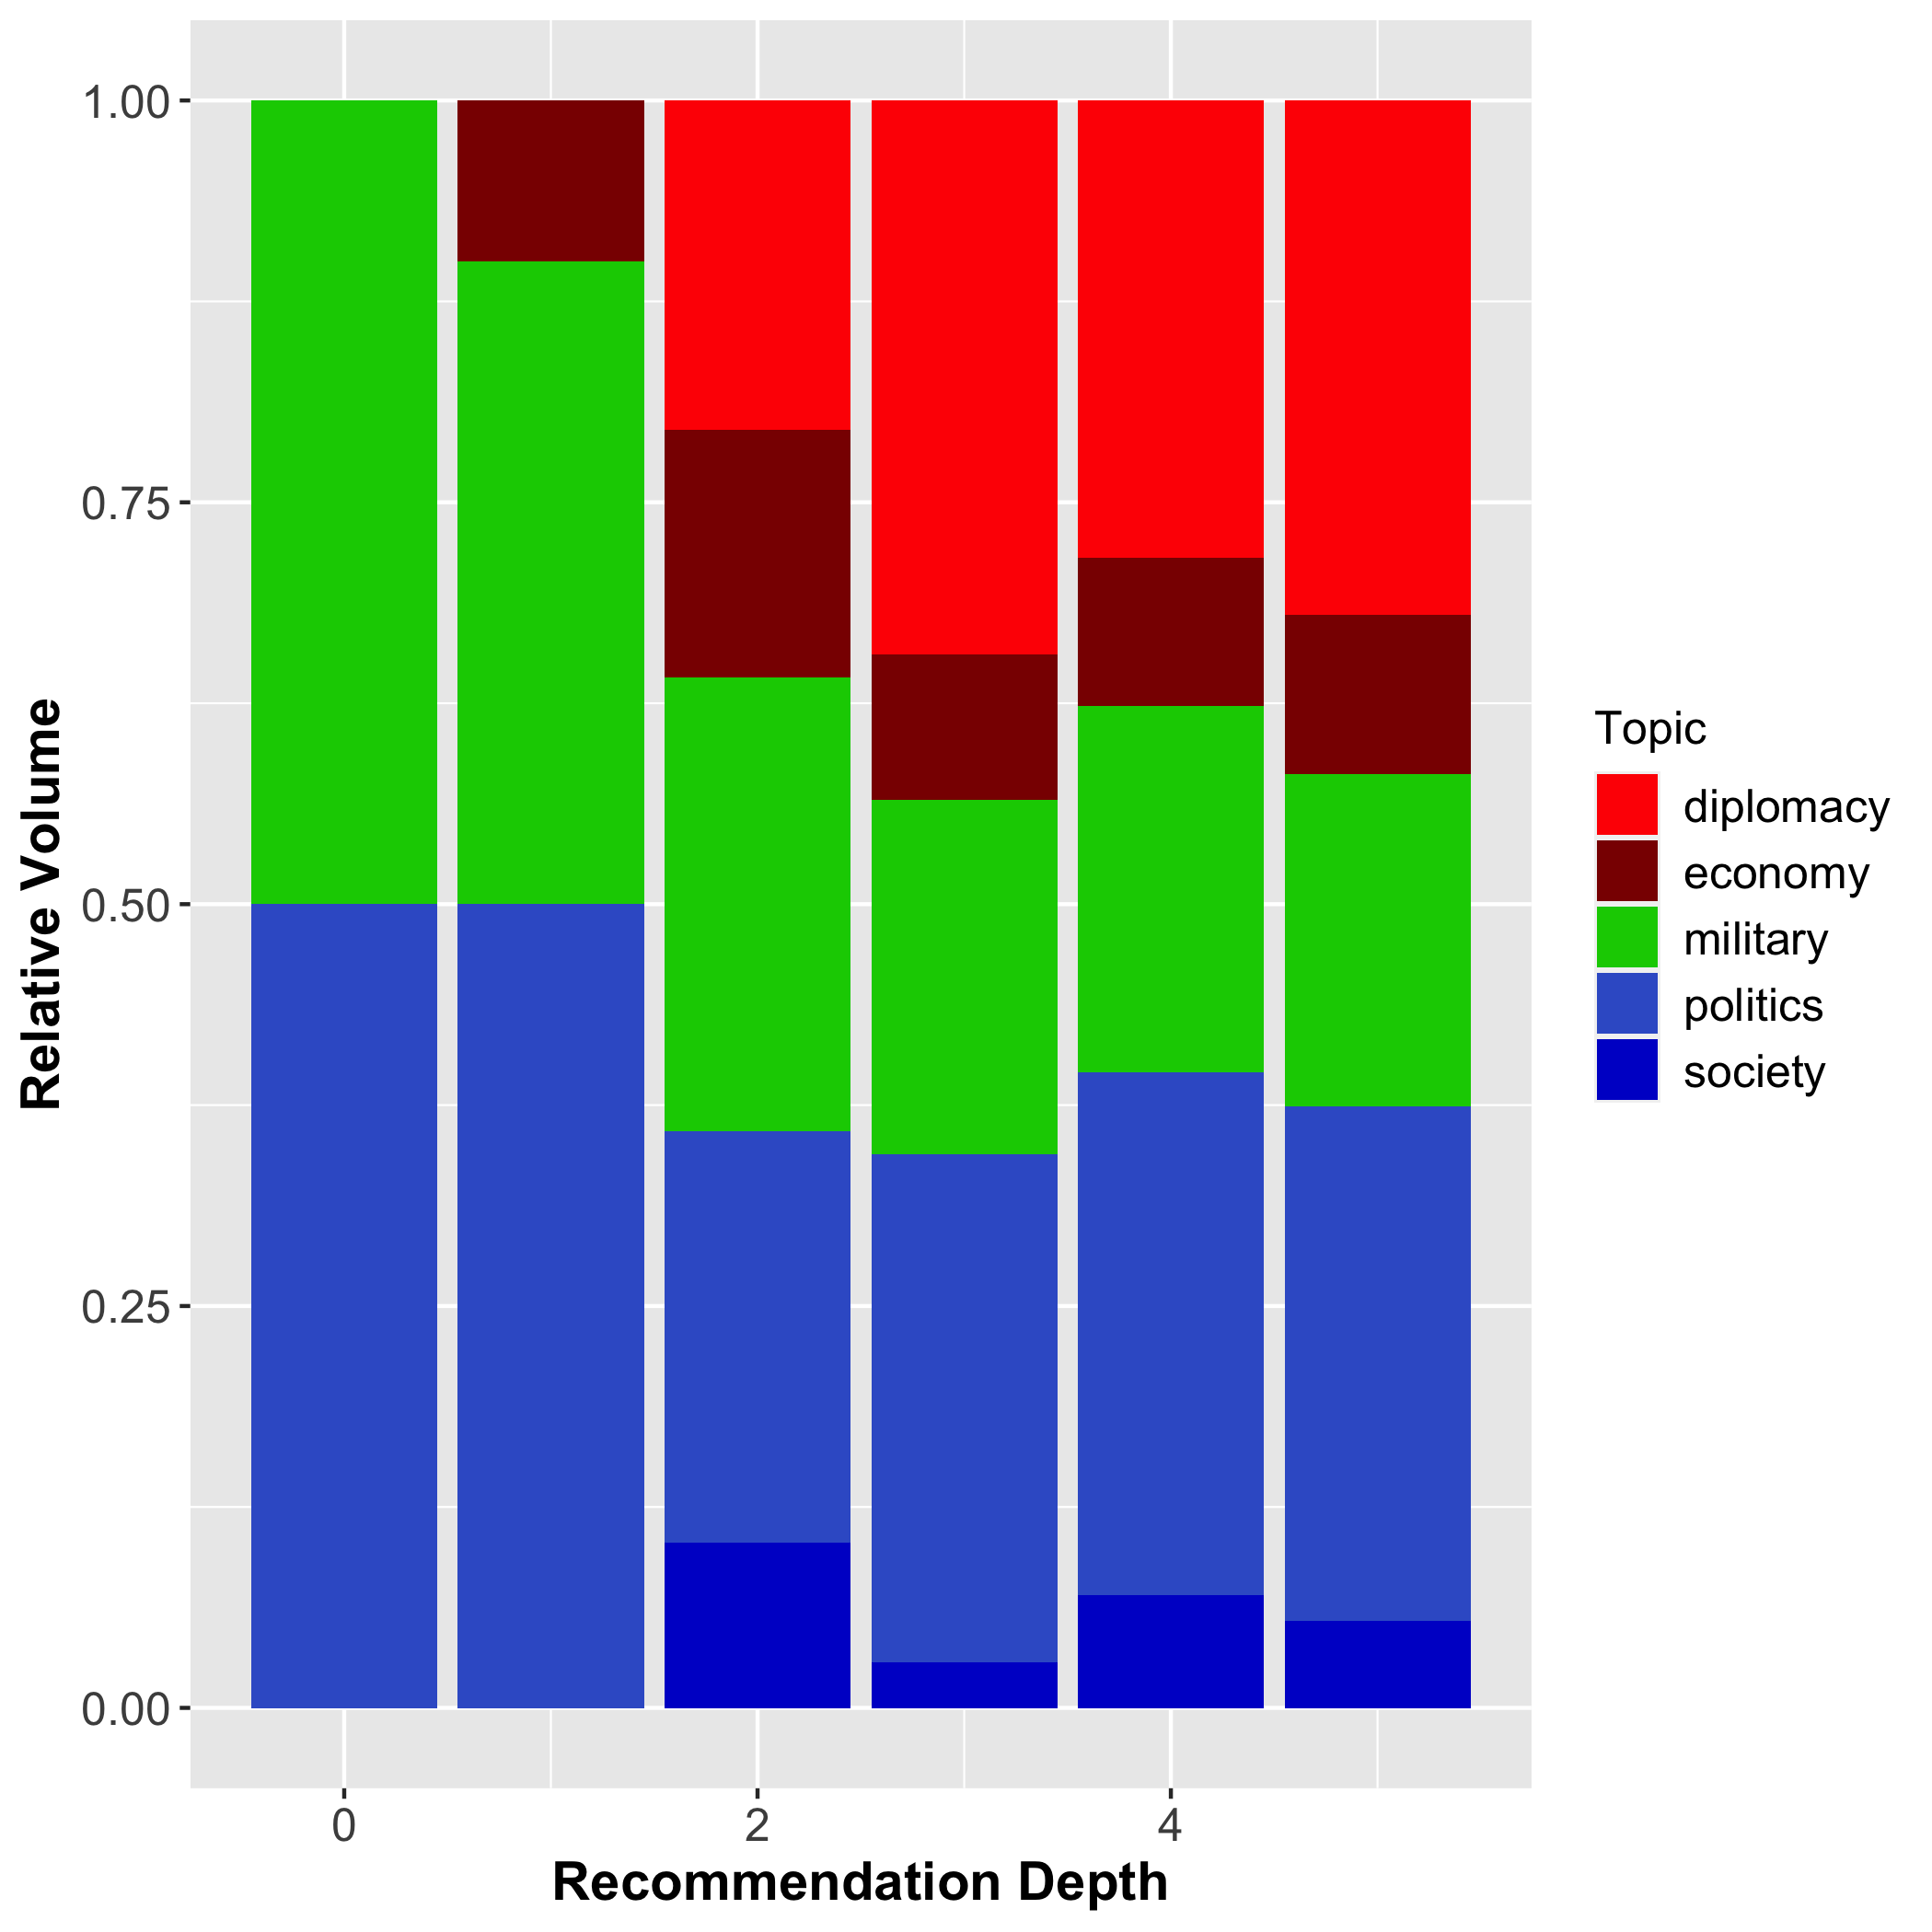 1.00
0.75
0.50
0.25
0.00
Relative Volume
0
2
4
Recommendation Depth
Topic
diplomacy
economy
military
politics
society